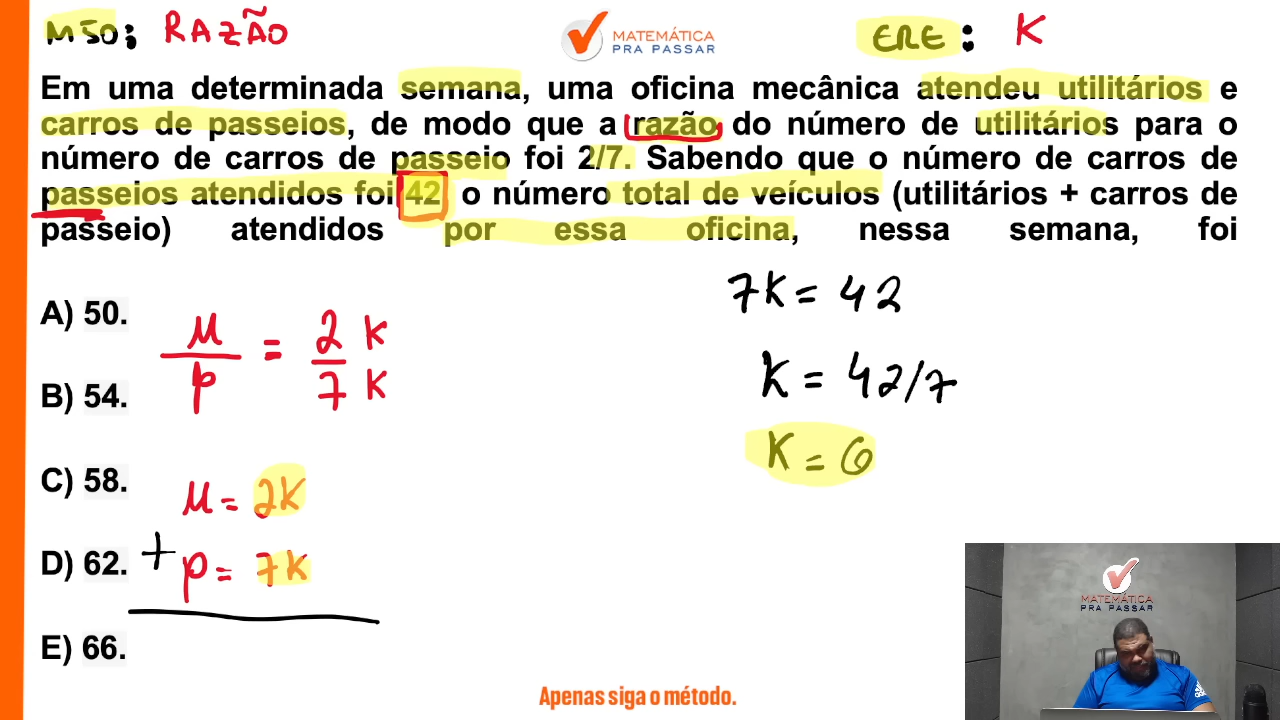 MSO: RAZÃO
MATEMÁTICA
PRA PASSAR
ERE: K
Em uma determinada semana, uma oficina mecânica atendeu utilitários e
carros de passeios, de modo que a razão do número de utilitários para o
número de carros de passeio foi 2/7. Sabendo que o número de carros de
passeios atendidos foi 42 o número total de veículos (utilitários + carros de
passeio) atendidos por essa oficina, nessa semana, foi
A) 50.
B) 54.
C) 58.
D) 62.
E) 66.
μ/p = 2K/7K
μ = 2K
+ p = 7K
7K = 42
K = 42/7
K = 6
MATEMÁTICA
PRA PASSAR
adidas
Apenas siga o método.